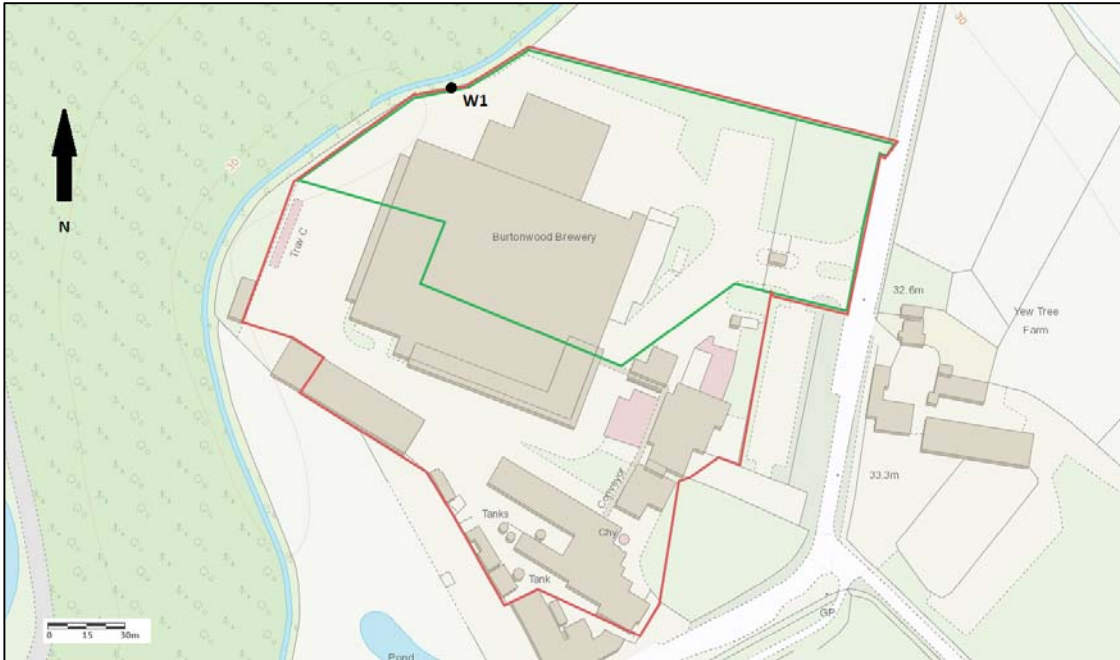 30
W1
N
30
Trav C
Burtonwood Brewery
32.6m
Yew Tree
Farm
33.3m
Conveyor
Tanks
Chy
Tank
GP
0 15 30m
Pond